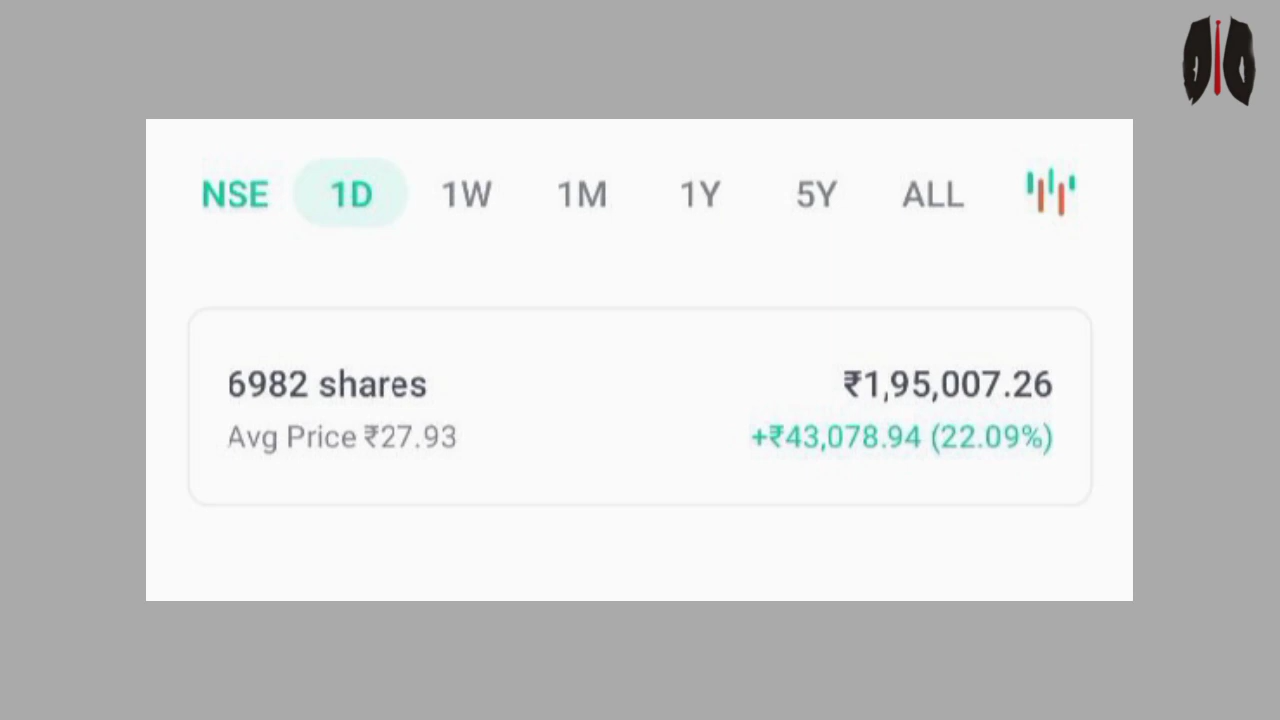 NSE 1D 1W 1M 1Y 5Y ALL
6982 shares ₹1,95,007.26
Avg Price ₹27.93 +₹43,078.94 (22.09%)